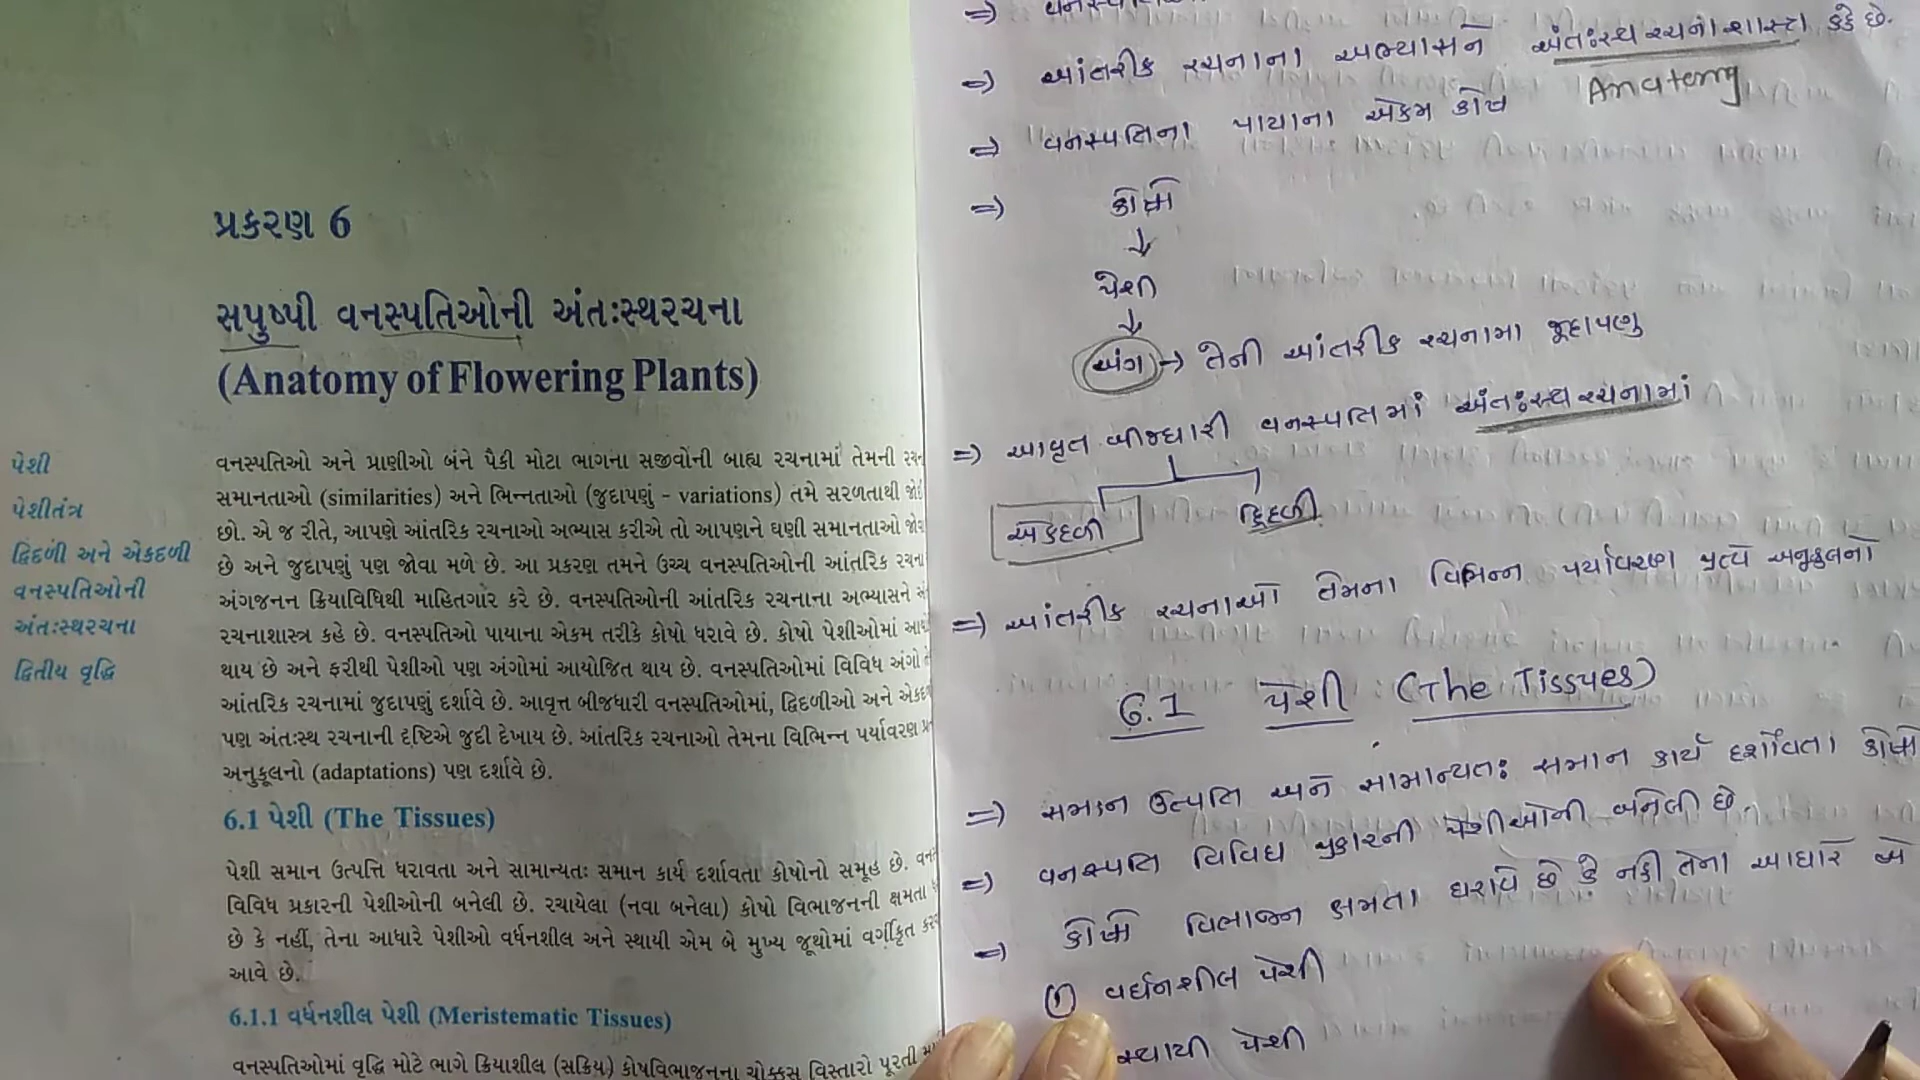 પ્રકરણ 6
સપુષ્પી વનસ્પતિઓની અંતઃસ્થરચના
(Anatomy of Flowering Plants)
પેશી
પેશીતંત્ર
દ્વિદળી અને એકદળી
વનસ્પતિઓની
અંતઃસ્થરચના
દ્વિતીય વૃદ્ધિ
વનસ્પતિઓ અને પ્રાણીઓ બંને પૈકી મોટા ભાગના સજીવોની બાહ્ય રચનામાં તેમની
સમાનતાઓ (similarities) અને ભિન્નતાઓ (જુદાપણું - variations) તમે સરળતાથી
છો. એ જ રીતે, આપણે આંતરિક રચનાઓ અભ્યાસ કરીએ તો આપણને ઘણી સમાનતાઓ
છે અને જુદાપણું પણ જોવા મળે છે. આ પ્રકરણ તમને ઉચ્ચ વનસ્પતિઓની આંતરિક
અંગજનન ક્રિયાવિધિથી માહિતગાર કરે છે. વનસ્પતિઓની આંતરિક રચનાના અભ્યાસને
રચનાશાસ્ત્ર કહે છે. વનસ્પતિઓ પાયાના એકમ તરીકે કોષો ધરાવે છે. કોષો પેશીઓમાં
થાય છે અને ફરીથી પેશીઓ પણ અંગોમાં આયોજિત થાય છે. વનસ્પતિઓમાં વિવિધ અંગો
આંતરિક રચનામાં જુદાપણું દર્શાવે છે. આવૃત્ત બીજધારી વનસ્પતિઓમાં, દ્વિદળીઓ અને
પણ અંતઃસ્થ રચનાની દૃષ્ટિએ જુદી દેખાય છે. આંતરિક રચનાઓ તેમના વિભિન્ન પર્યાવરણ
અનુકૂલનો (adaptations) પણ દર્શાવે છે.
6.1 પેશી (The Tissues)
પેશી સમાન ઉત્પત્તિ ધરાવતા અને સામાન્યતઃ સમાન કાર્ય દર્શાવતા કોષોનો સમૂહ છે.
વિવિધ પ્રકારની પેશીઓની બનેલી છે. રચાયેલા (નવા બનેલા) કોષો વિભાજનની ક્ષમતા
છે કે નહીં, તેના આધારે પેશીઓ વર્ધનશીલ અને સ્થાયી એમ બે મુખ્ય જૂથોમાં વર્ગીકૃત
આવે છે.
6.1.1 વર્ધનશીલ પેશી (Meristematic Tissues)
વનસ્પતિઓમાં વૃદ્ધિ મોટે ભાગે ક્રિયાશીલ (સક્રિય) કોષવિભાજનના ચોક્કસ વિસ્તારો પૂરતી
⇒ આંતરીક રચનાના અભ્યાસને અંતઃસ્થ રચનાશાસ્ત્ર કહે છે.
Anatemy
⇒ વનસ્પતિના પાયાના એકમ કોષ
⇒ કોષો
↓
પેશી
↓
અંગ → તેની આંતરીક રચનામા જૂદાપણુ
⇒ આવૃત બીજધારી વનસ્પતિમાં અંતઃસ્થ રચનામાં
એકદળી દ્વિદળી
⇒ આંતરીક રચનાઓ તેમના વિભિન્ન પર્યાવરણ પ્રત્યે અનુકુલનો
6.1 પેશી : (The Tissues)
⇒ સમાન ઉત્પતિ અને સામાન્યતઃ સમાન કાર્ય દર્શાવતા કોષો
⇒ વનસ્પતિ વિવિધ પ્રકારની પેશીઓની બનેલી છે.
⇒ કોષો વિભાજન ક્ષમતા ધરાવે છે કે નહી તેના આધારે બે
① વર્ધનશીલ પેશી
સ્થાયી પેશી